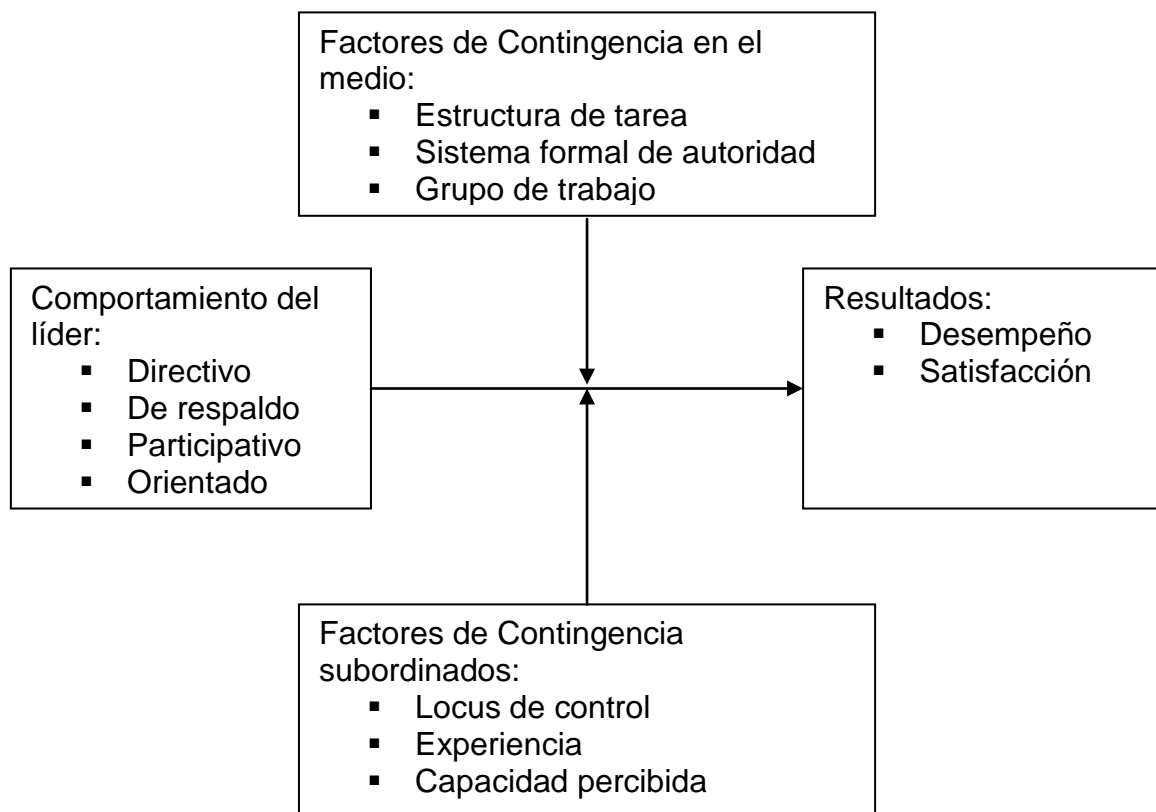 Factores de Contingencia en el
medio:
▪ Estructura de tarea
▪ Sistema formal de autoridad
▪ Grupo de trabajo
Comportamiento del
líder:
▪ Directivo
▪ De respaldo
▪ Participativo
▪ Orientado
Resultados:
▪ Desempeño
▪ Satisfacción
Factores de Contingencia
subordinados:
▪ Locus de control
▪ Experiencia
▪ Capacidad percibida